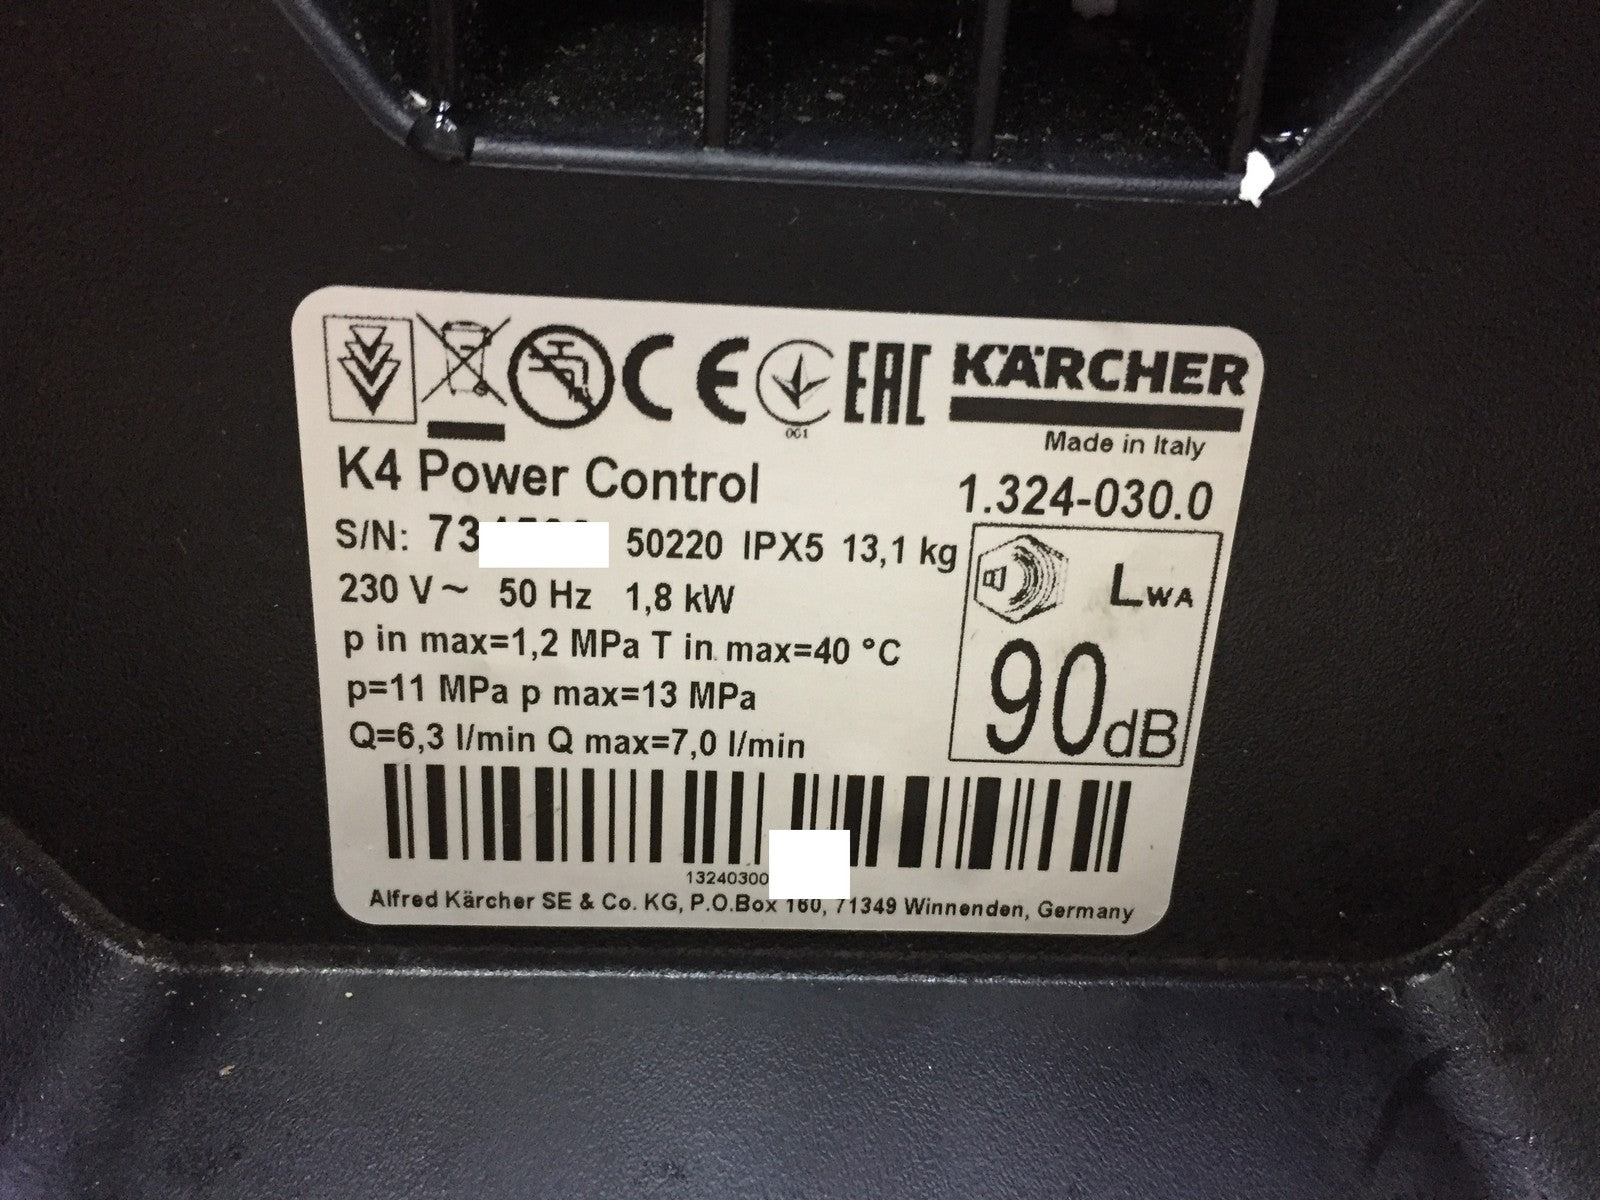 CE EAC KÄRCHER
001
Made in Italy
K4 Power Control 1.324-030.0
S/N: 73 50220 IPX5 13,1 kg
230 V~ 50 Hz 1,8 kW
LWA
p in max=1,2 MPa T in max=40 °C
p=11 MPa p max=13 MPa
90dB
Q=6,3 l/min Q max=7,0 l/min
13240300
Alfred Kärcher SE & Co. KG, P.O.Box 160, 71349 Winnenden, Germany